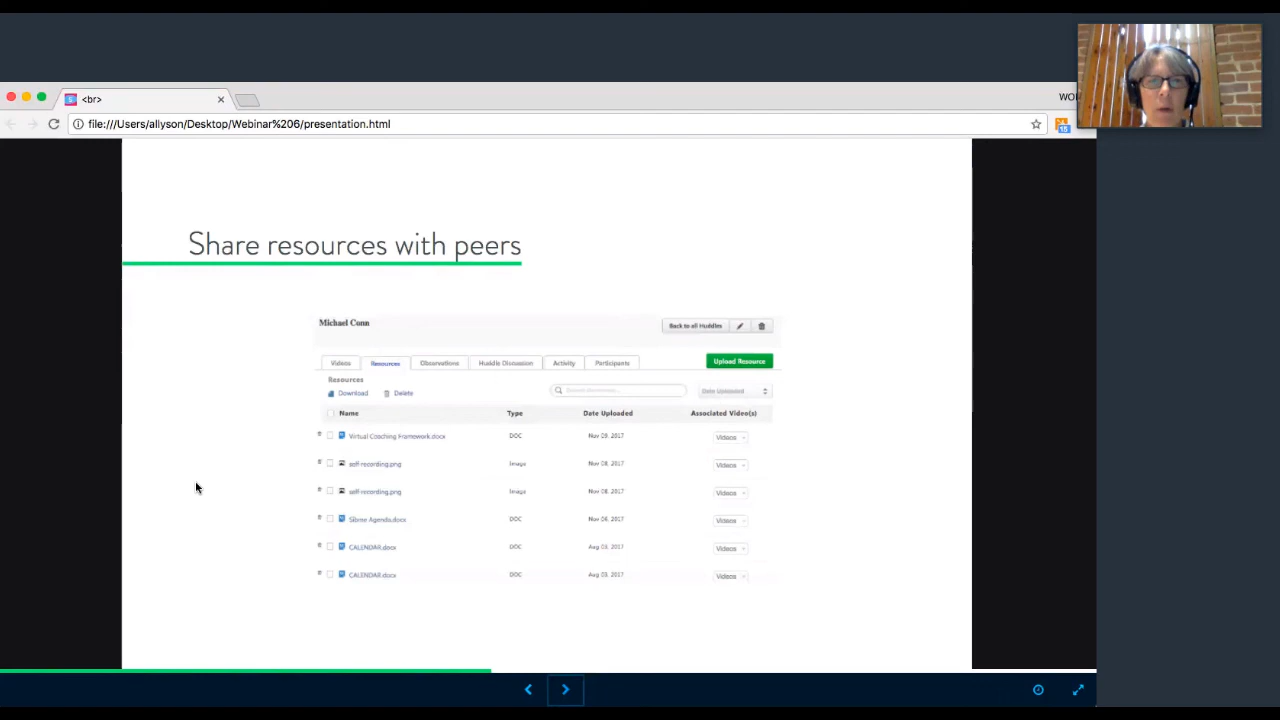 <br>
WOL
file:///Users/allyson/Desktop/Webinar%206/presentation.html
15
Share resources with peers
Michael Conn
Back to all Huddles
Videos Resources Observations Huddle Discussion Activity Participants
Upload Resource
Resources
Download Delete
Date Uploaded
Name Type Date Uploaded Associated Video(s)
Virtual Coaching Framework.docx DOC Nov 09, 2017 Videos
self-recording.png Image Nov 08, 2017 Videos
self-recording.png Image Nov 08, 2017 Videos
Sibme Agenda.docx DOC Nov 06, 2017 Videos
CALENDAR.docx DOC Aug 03, 2017 Videos
CALENDAR.docx DOC Aug 03, 2017 Videos